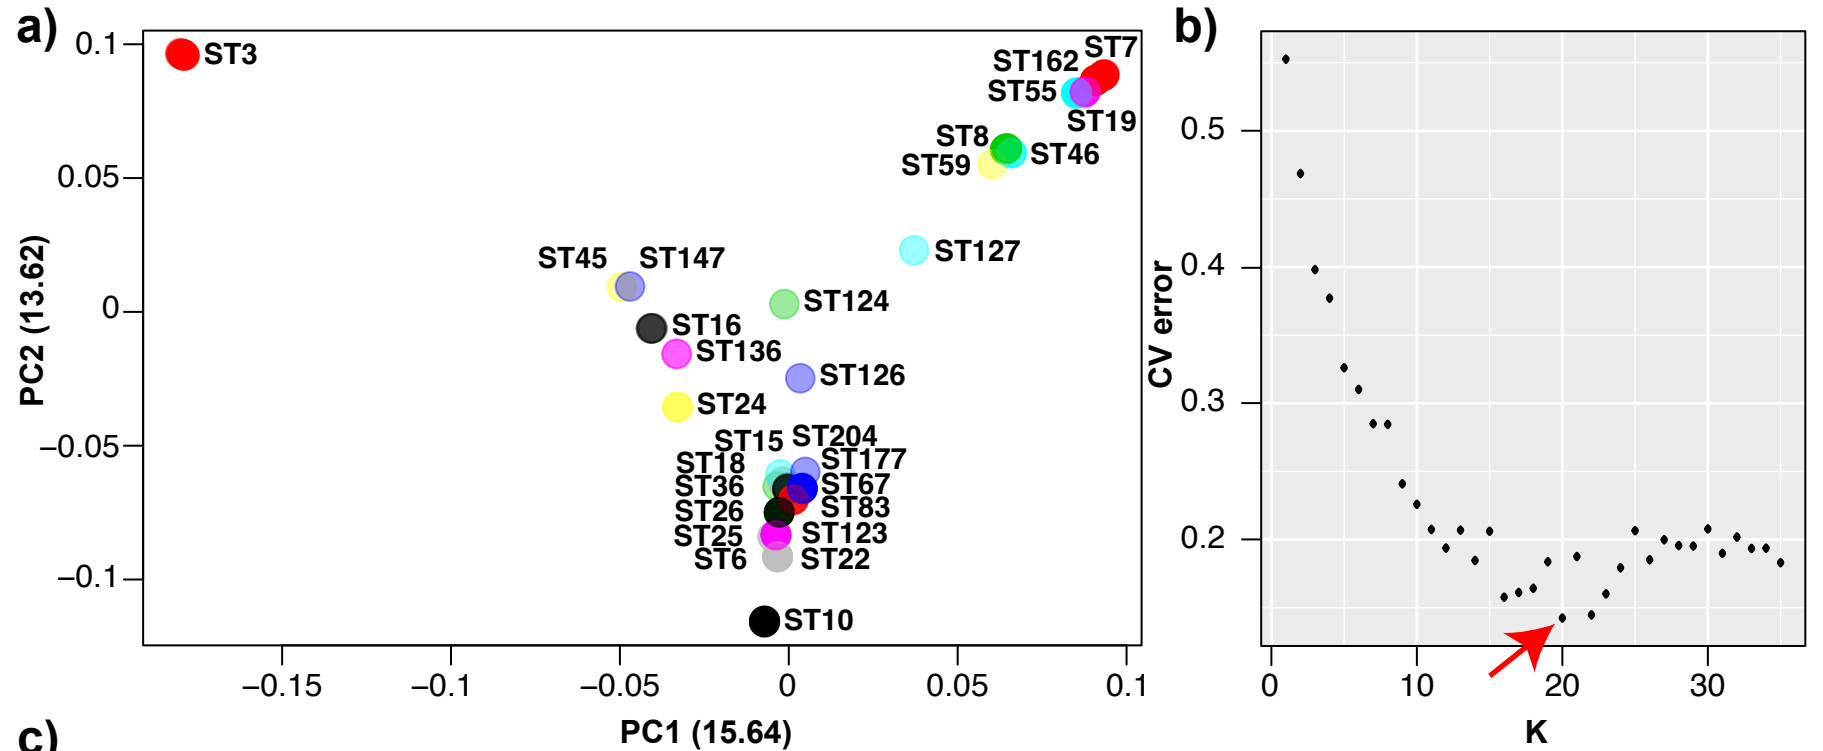 a)
0.1
0.05
0
−0.05
−0.1
PC2 (13.62)
ST3
ST7
ST162
ST55
ST19
ST8
ST46
ST59
ST127
ST45
ST147
ST124
ST16
ST136
ST126
ST24
ST15
ST204
ST18
ST177
ST36
ST67
ST26
ST83
ST25
ST123
ST6
ST22
ST10
−0.15
−0.1
−0.05
0
0.05
0.1
PC1 (15.64)
b)
0.5
0.4
0.3
0.2
CV error
0
10
20
30
K
c)